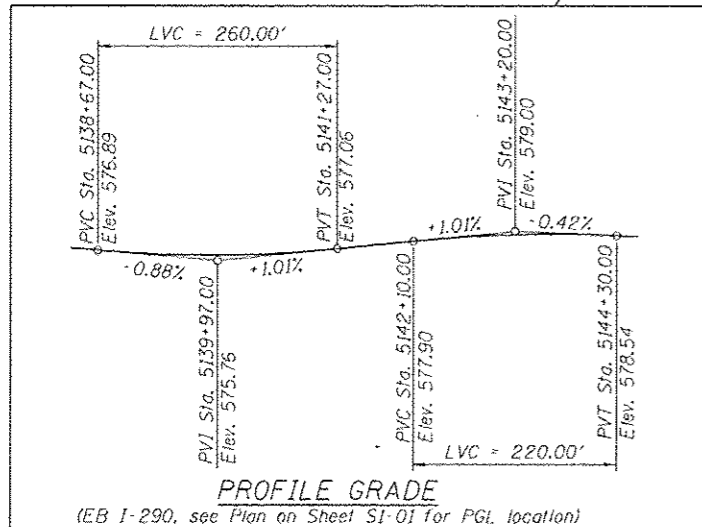 LVC = 260.00'
PVC Sta. 5138+67.00
Elev. 576.89
PVT Sta. 5141+27.00
Elev. 577.06
PVI Sta. 5143+20.00
Elev. 579.00
-0.88%
+1.01%
+1.01%
-0.42%
PVI Sta. 5139+97.00
Elev. 575.76
PVC Sta. 5142+10.00
Elev. 577.90
PVT Sta. 5144+30.00
Elev. 578.54
LVC = 220.00'
PROFILE GRADE
(EB I-290, see Plan on Sheet S1-01 for PGL location)